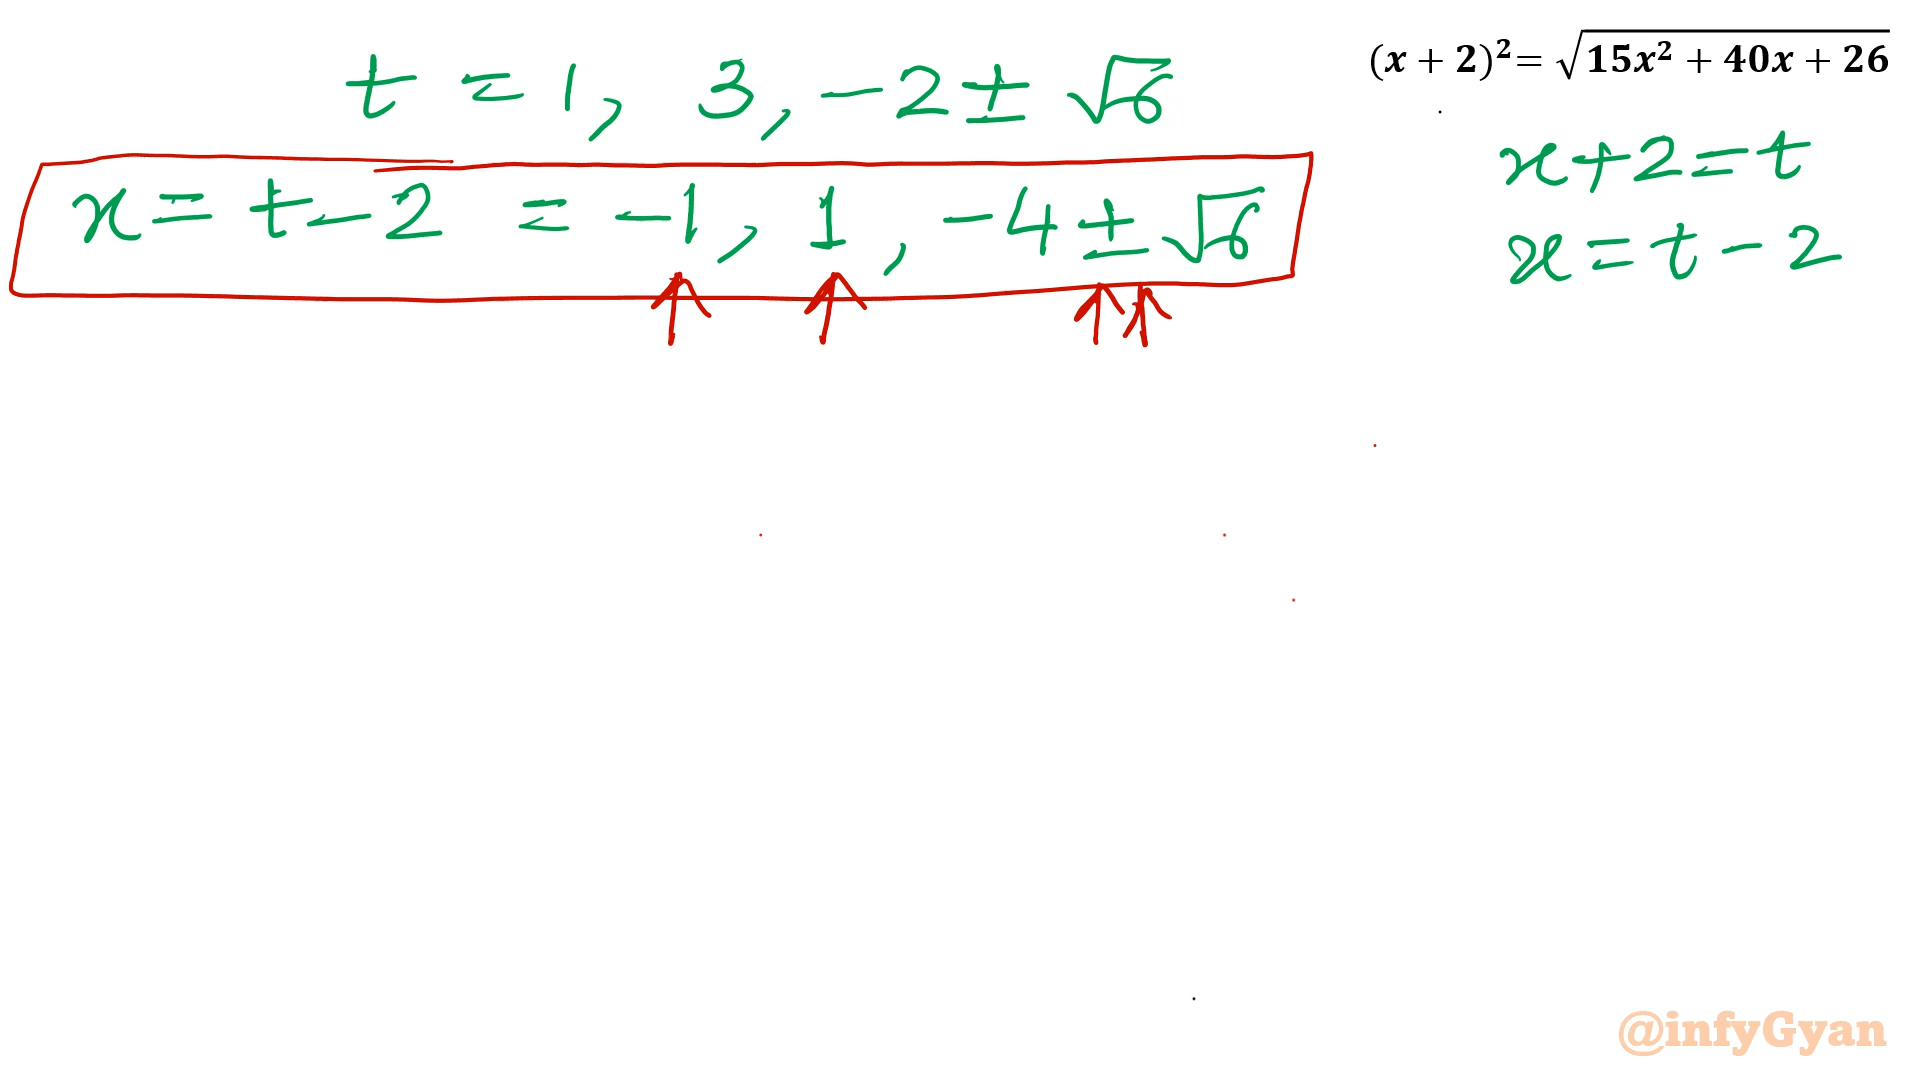 (x + 2)²= √15x² + 40x + 26
t = 1, 3, -2 ± √6
x = t - 2 = -1, 1, -4 ± √6
x + 2 = t
x = t - 2
@infyGyan